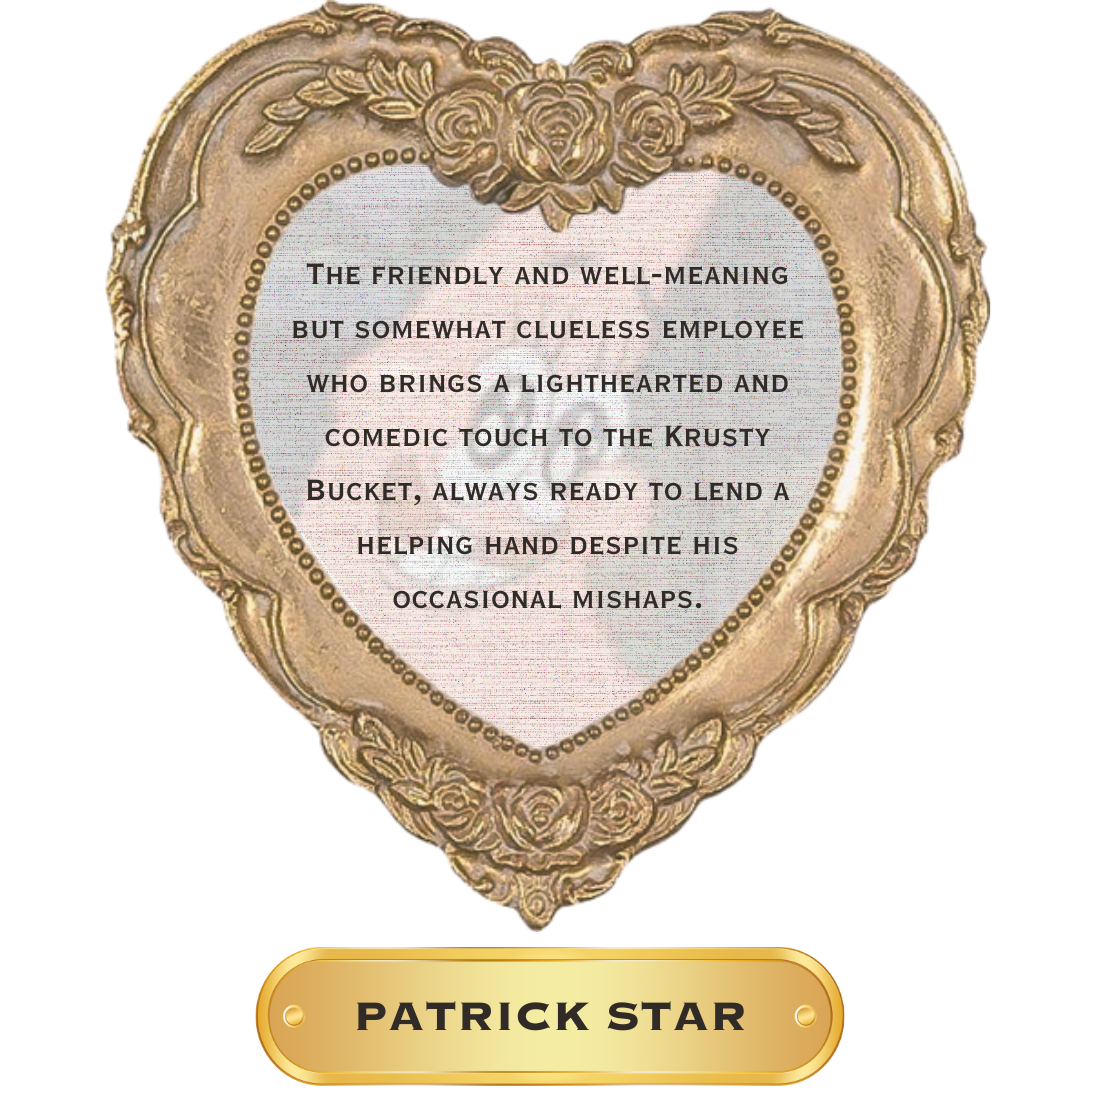 The friendly and well-meaning
but somewhat clueless employee
who brings a lighthearted and
comedic touch to the Krusty
Bucket, always ready to lend a
helping hand despite his
occasional mishaps.
PATRICK STAR